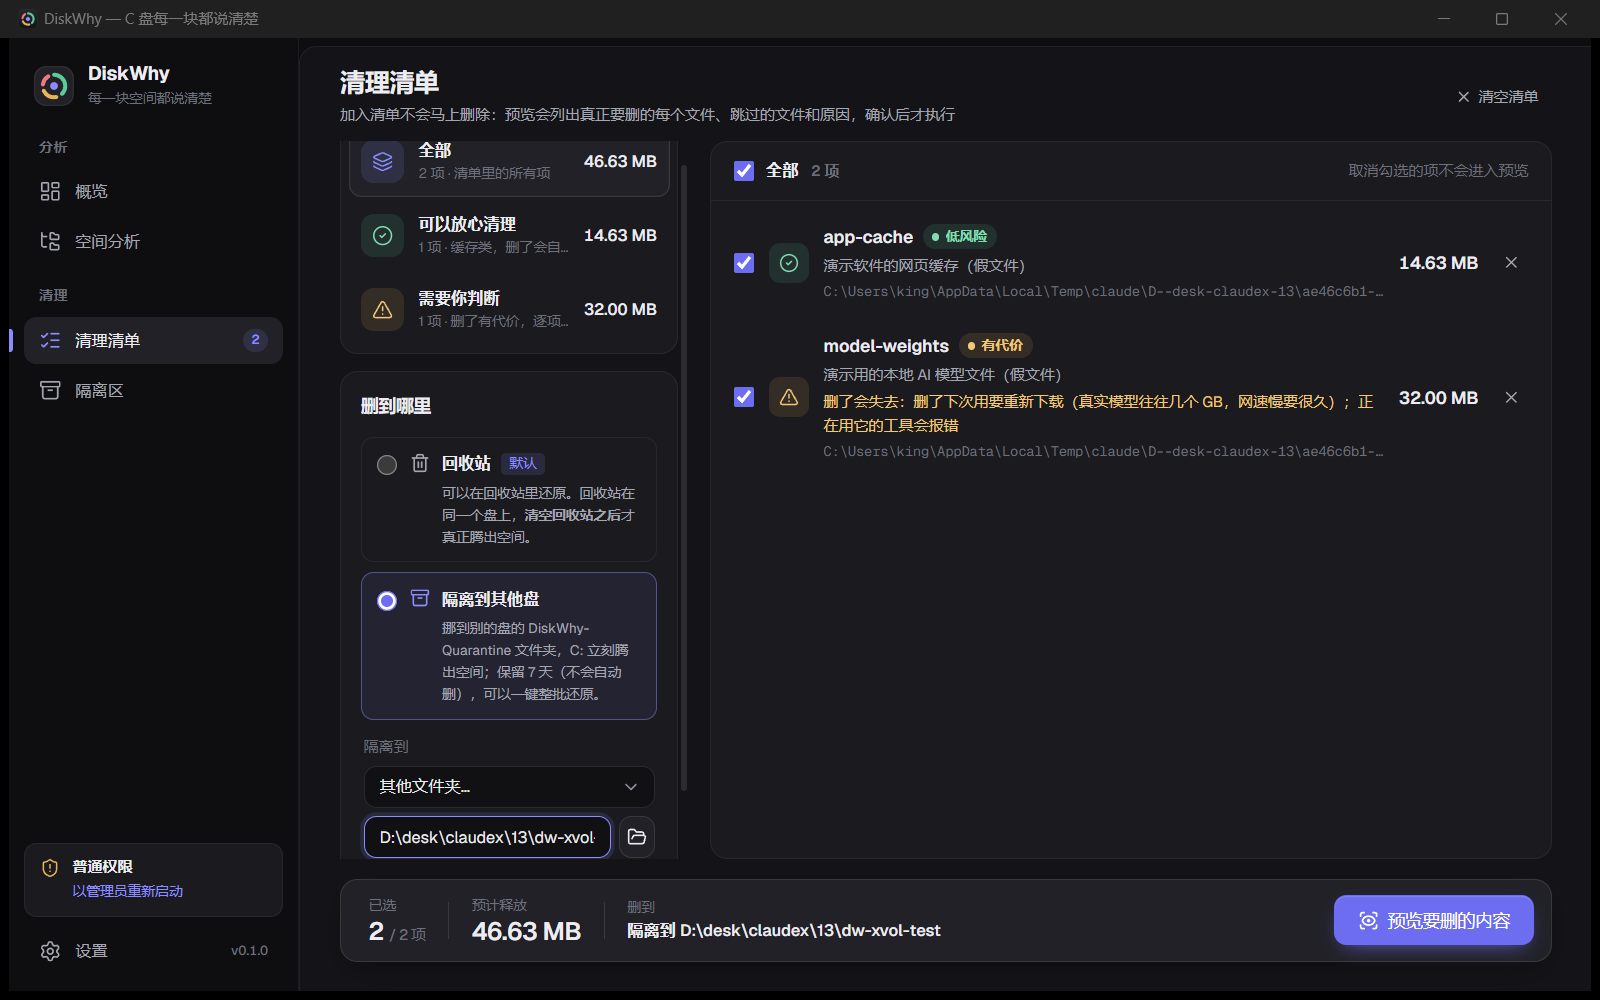 DiskWhy — C 盘每一块都说清楚
DiskWhy
每一块空间都说清楚
分析
概览
空间分析
清理
清理清单
2
隔离区
普通权限
以管理员重新启动
设置
v0.1.0
清理清单
加入清单不会马上删除：预览会列出真正要删的每个文件、跳过的文件和原因，确认后才执行
清空清单
全部
2 项 · 清单里的所有项
46.63 MB
可以放心清理
1 项 · 缓存类，删了会自...
14.63 MB
需要你判断
1 项 · 删了有代价，逐项...
32.00 MB
删到哪里
回收站 默认
可以在回收站里还原。回收站在
同一个盘上，清空回收站之后才
真正腾出空间。
隔离到其他盘
挪到别的盘的 DiskWhy-
Quarantine 文件夹，C: 立刻腾
出空间；保留 7 天（不会自动
删），可以一键整批还原。
隔离到
其他文件夹...
D:\desk\claudex\13\dw-xvol-
全部 2 项
取消勾选的项不会进入预览
app-cache 低风险
演示软件的网页缓存（假文件）
C:\Users\king\AppData\Local\Temp\claude\D--desk-claudex-13\ae46c6b1-...
14.63 MB
model-weights 有代价
演示用的本地 AI 模型文件（假文件）
删了会失去：删了下次用要重新下载（真实模型往往几个 GB，网速慢要很久）；正
在用它的工具会报错
C:\Users\king\AppData\Local\Temp\claude\D--desk-claudex-13\ae46c6b1-...
32.00 MB
已选
2 / 2 项
预计释放
46.63 MB
删到
隔离到 D:\desk\claudex\13\dw-xvol-test
预览要删的内容